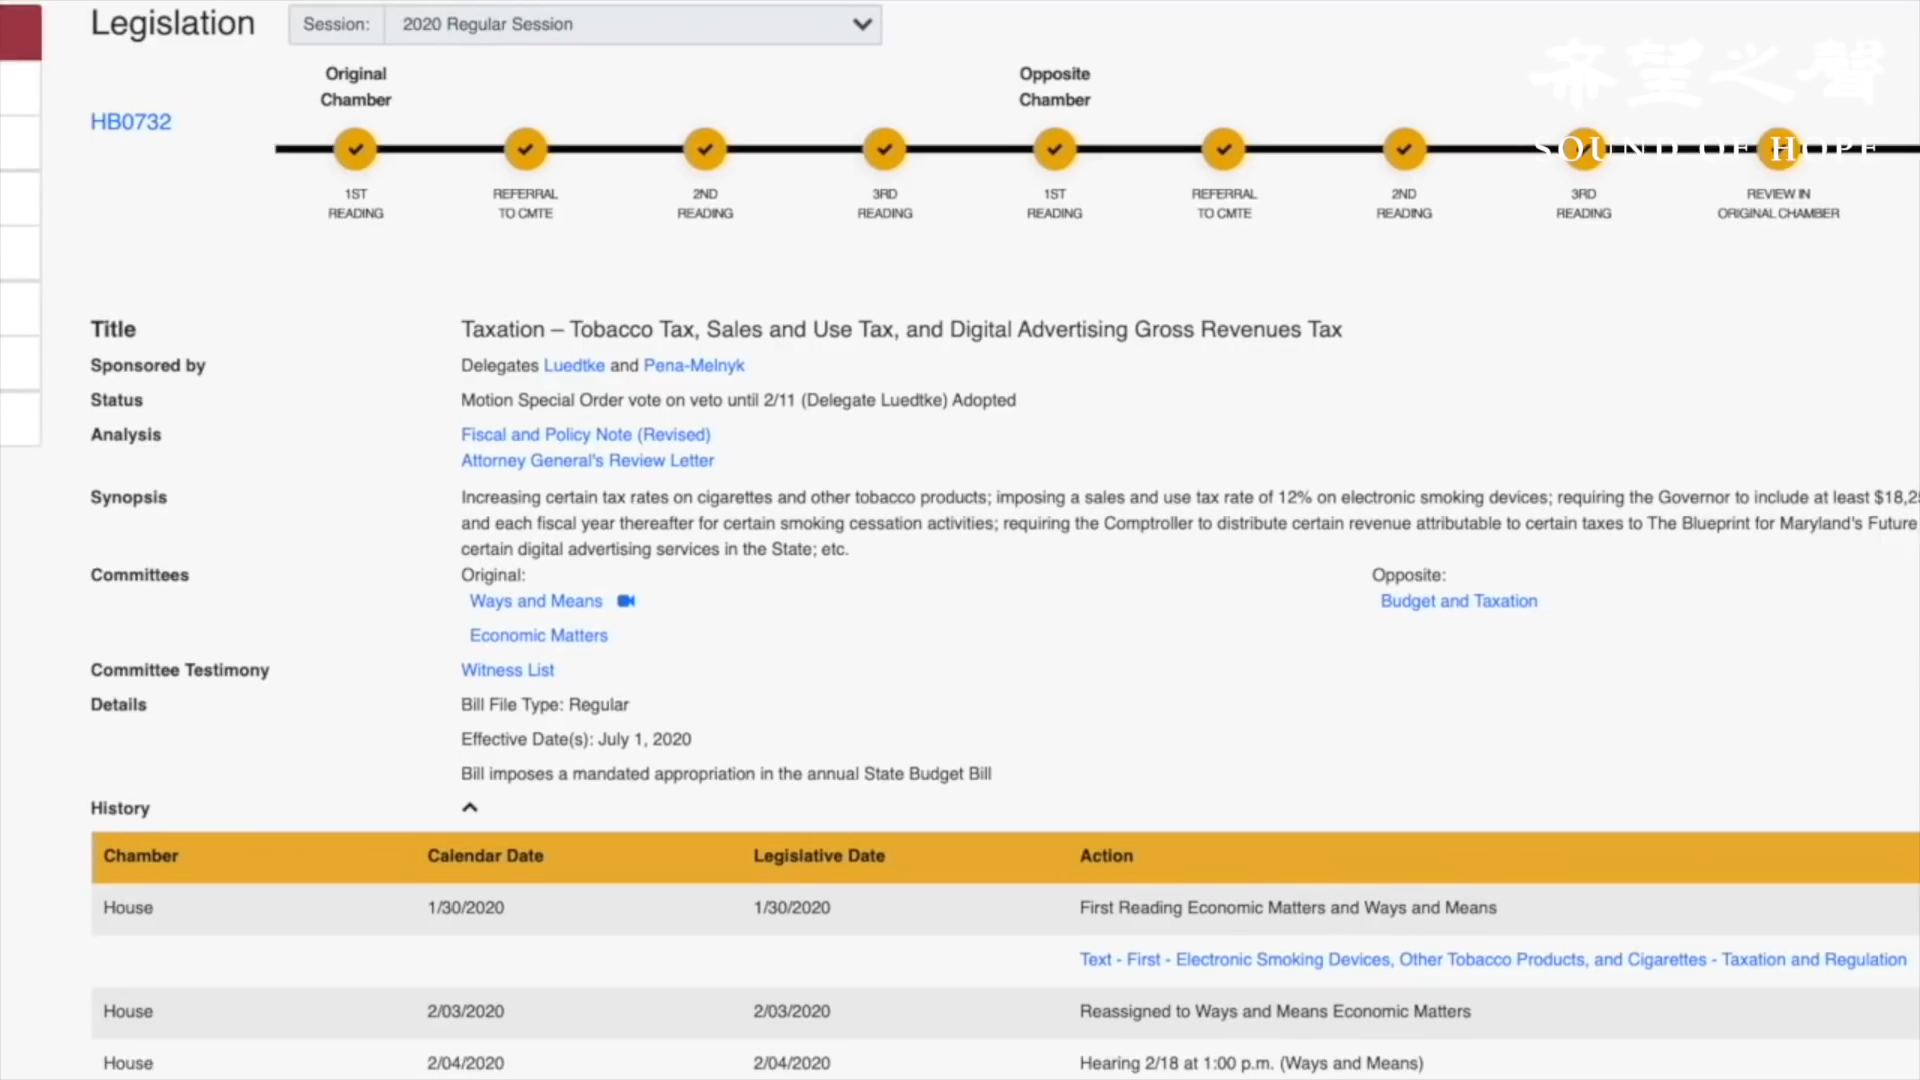 Legislation
Session: 2020 Regular Session
希望之聲
SOUND OF HOPE
Original
Chamber
Opposite
Chamber
HB0732
1ST
READING
REFERRAL
TO CMTE
2ND
READING
3RD
READING
1ST
READING
REFERRAL
TO CMTE
2ND
READING
3RD
READING
REVIEW IN
ORIGINAL CHAMBER
Title Taxation – Tobacco Tax, Sales and Use Tax, and Digital Advertising Gross Revenues Tax
Sponsored by Delegates Luedtke and Pena-Melnyk
Status Motion Special Order vote on veto until 2/11 (Delegate Luedtke) Adopted
Analysis Fiscal and Policy Note (Revised)
Attorney General's Review Letter
Synopsis Increasing certain tax rates on cigarettes and other tobacco products; imposing a sales and use tax rate of 12% on electronic smoking devices; requiring the Governor to include at least $18,25
and each fiscal year thereafter for certain smoking cessation activities; requiring the Comptroller to distribute certain revenue attributable to certain taxes to The Blueprint for Maryland's Future
certain digital advertising services in the State; etc.
Committees Original: Opposite:
Ways and Means Budget and Taxation
Economic Matters
Committee Testimony Witness List
Details Bill File Type: Regular
Effective Date(s): July 1, 2020
Bill imposes a mandated appropriation in the annual State Budget Bill
History
Chamber Calendar Date Legislative Date Action
House 1/30/2020 1/30/2020 First Reading Economic Matters and Ways and Means
Text - First - Electronic Smoking Devices, Other Tobacco Products, and Cigarettes - Taxation and Regulation
House 2/03/2020 2/03/2020 Reassigned to Ways and Means Economic Matters
House 2/04/2020 2/04/2020 Hearing 2/18 at 1:00 p.m. (Ways and Means)